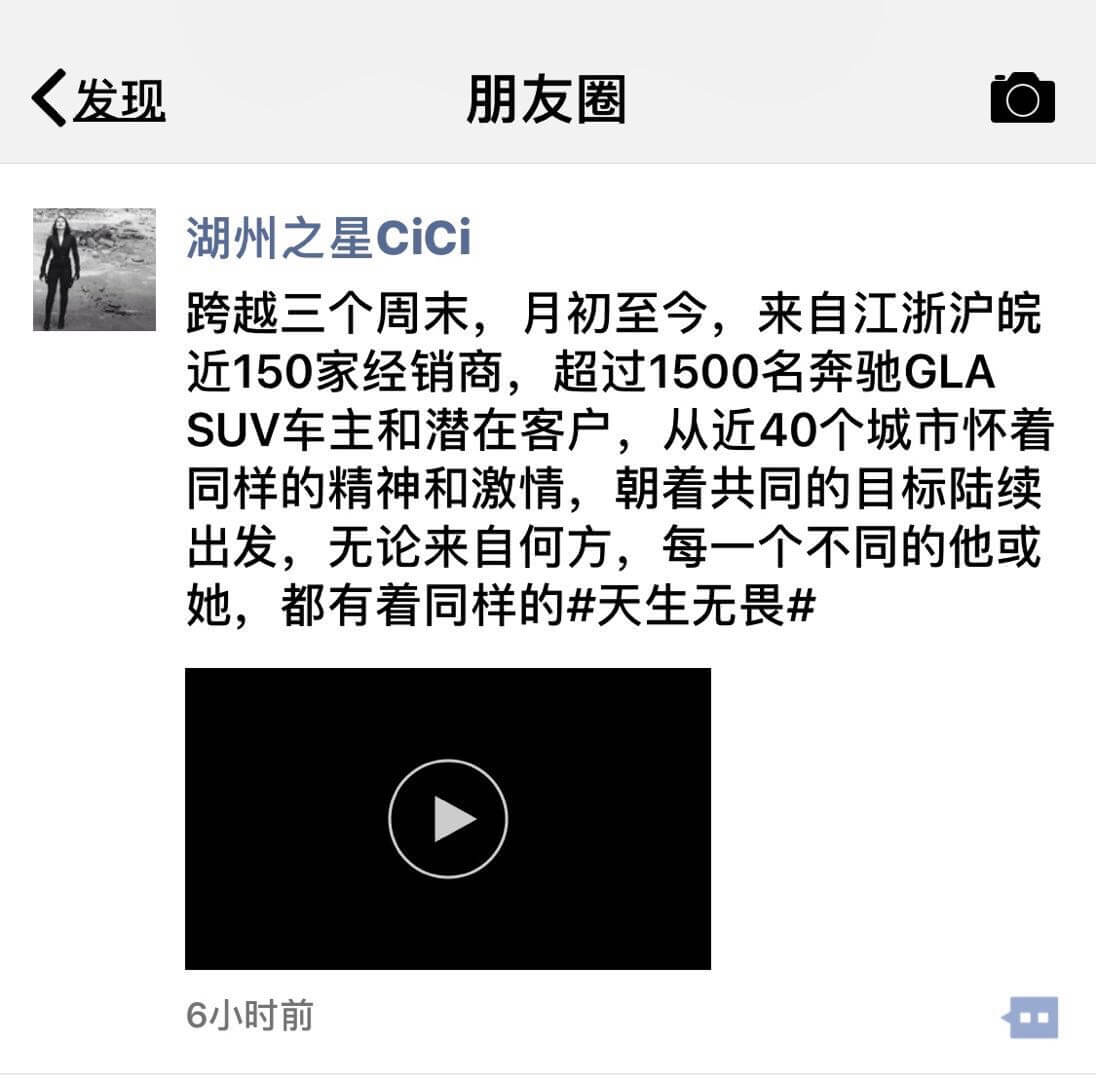 发现
朋友圈
湖州之星CiCi
跨越三个周末，月初至今，来自江浙沪皖
近150家经销商，超过1500名奔驰GLA
SUV车主和潜在客户，从近40个城市怀着
同样的精神和激情，朝着共同的目标陆续
出发，无论来自何方，每一个不同的他或
她，都有着同样的#天生无畏#
6小时前